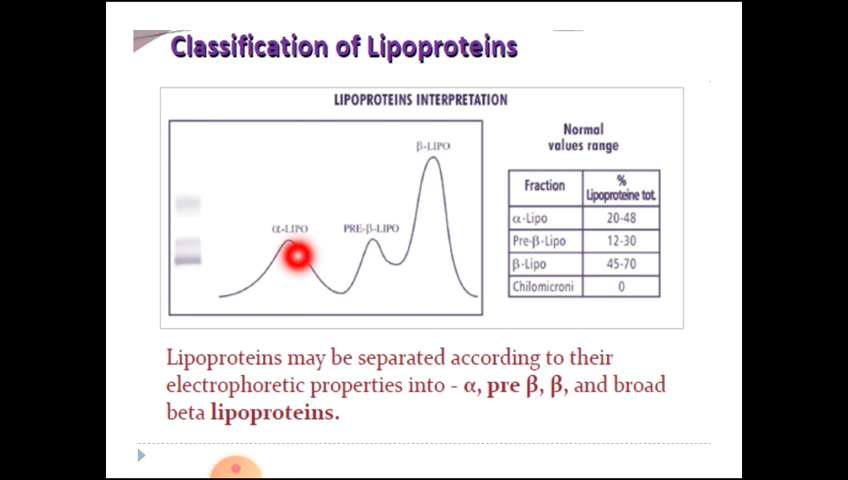 Classification of Lipoproteins
LIPOPROTEINS INTERPRETATION
β-LIPO
α-LIPO
PRE-β-LIPO
Normal
values range
Fraction
%
Lipoproteine tot.
α-Lipo
20-48
Pre-β-Lipo
12-30
β-Lipo
45-70
Chilomicroni
0
Lipoproteins may be separated according to their
electrophoretic properties into - α, pre β, β, and broad
beta lipoproteins.